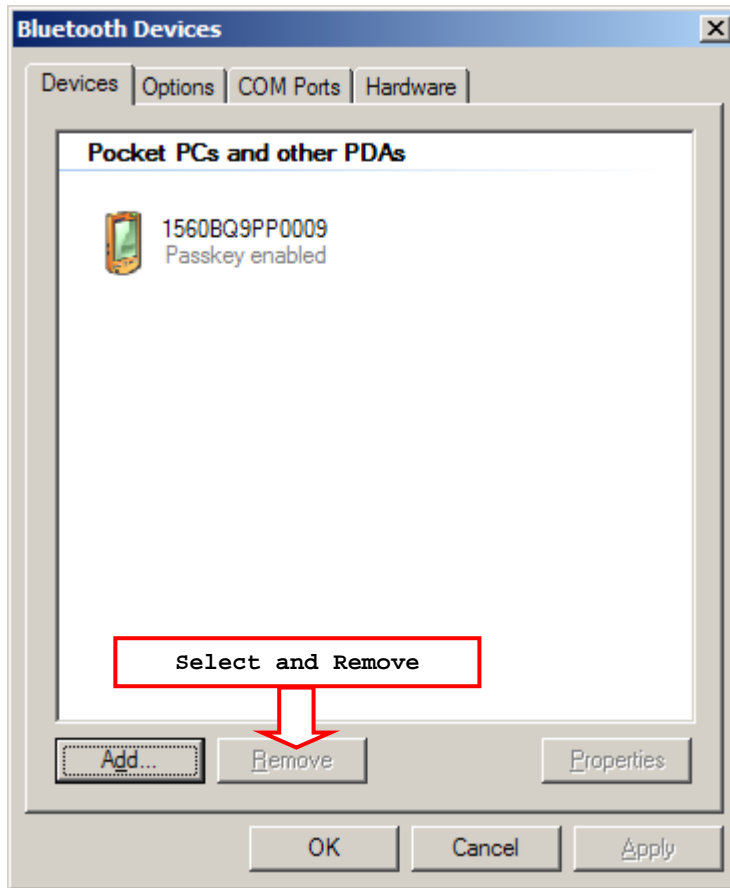 Bluetooth Devices
Devices Options COM Ports Hardware
Pocket PCs and other PDAs
1560BQ9PP0009
Passkey enabled
Select and Remove
Add... Remove Properties
OK Cancel Apply